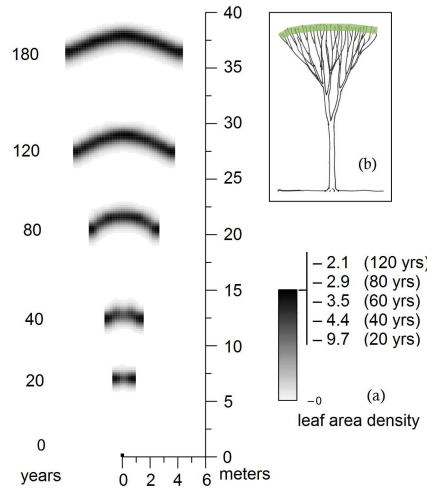 40
180
35
30
120
25
80
20
15
40
10
20
5
0
0
years
0 2 4 6 meters
(b)
– 2.1 (120 yrs)
– 2.9 (80 yrs)
– 3.5 (60 yrs)
– 4.4 (40 yrs)
– 9.7 (20 yrs)
–0
(a)
leaf area density